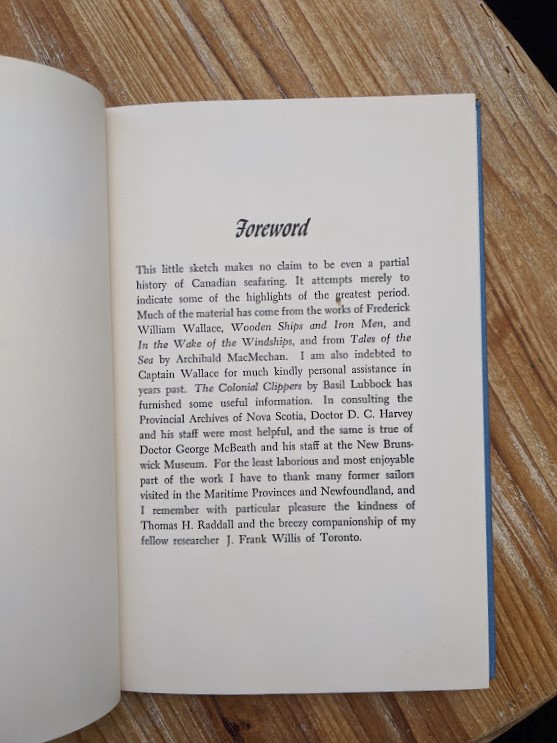 Foreword
This little sketch makes no claim to be even a partial
history of Canadian seafaring. It attempts merely to
indicate some of the highlights of the greatest period.
Much of the material has come from the works of Frederick
William Wallace, Wooden Ships and Iron Men, and
In the Wake of the Windships, and from Tales of the
Sea by Archibald MacMechan. I am also indebted to
Captain Wallace for much kindly personal assistance in
years past. The Colonial Clippers by Basil Lubbock has
furnished some useful information. In consulting the
Provincial Archives of Nova Scotia, Doctor D. C. Harvey
and his staff were most helpful, and the same is true of
Doctor George McBeath and his staff at the New Bruns-
wick Museum. For the least laborious and most enjoyable
part of the work I have to thank many former sailors
visited in the Maritime Provinces and Newfoundland, and
I remember with particular pleasure the kindness of
Thomas H. Raddall and the breezy companionship of my
fellow researcher J. Frank Willis of Toronto.